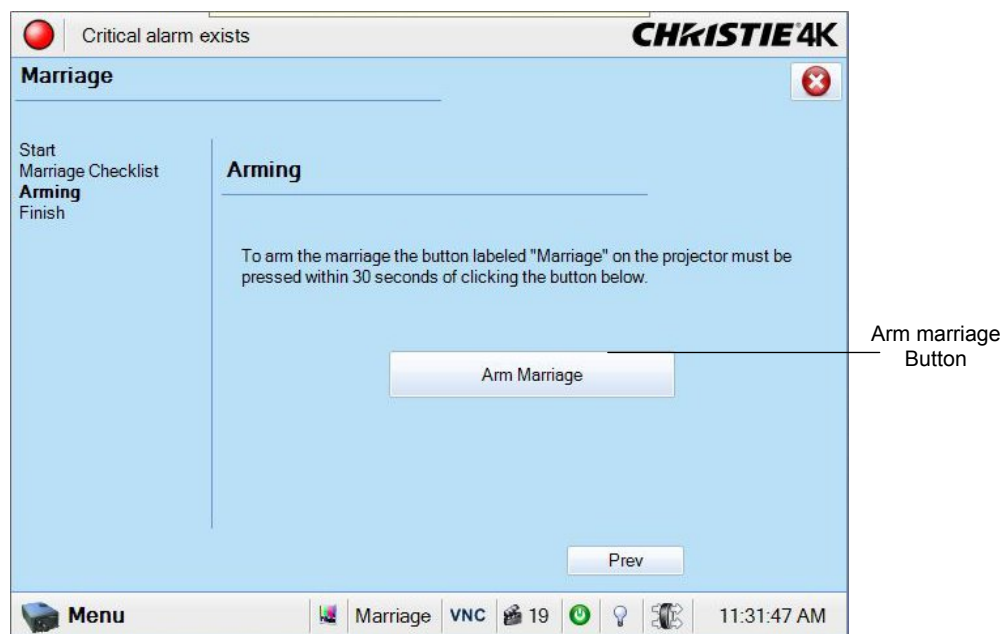 Critical alarm exists
CHRISTIE 4K
Marriage
Start
Marriage Checklist
Arming
Finish
Arming
To arm the marriage the button labeled "Marriage" on the projector must be
pressed within 30 seconds of clicking the button below.
Arm Marriage
Arm marriage
Button
Prev
Menu
Marriage
VNC
19
11:31:47 AM